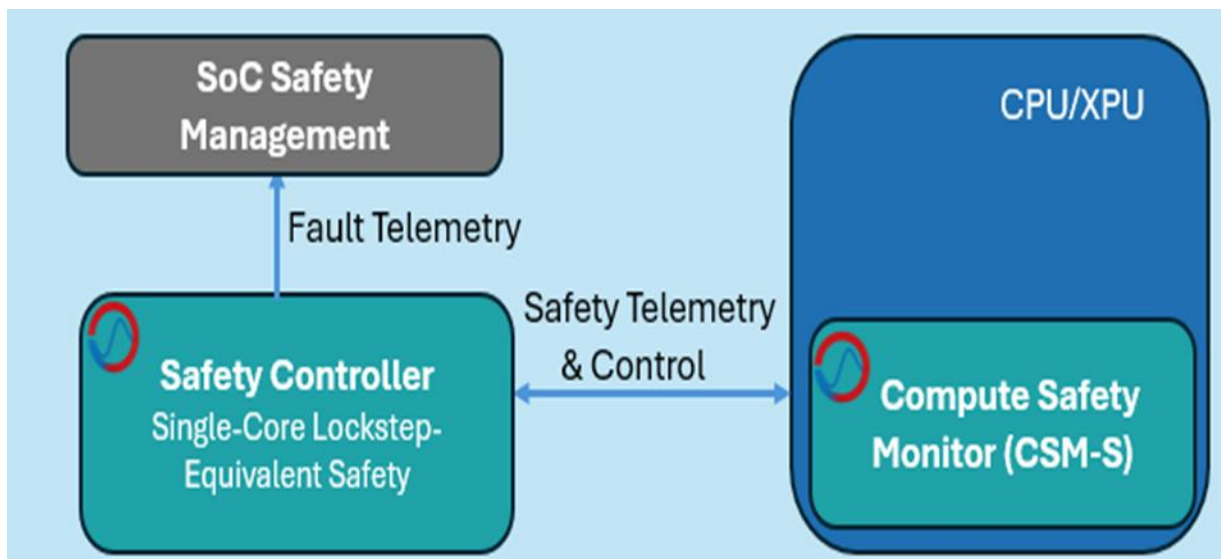 SoC Safety
Management
CPU/XPU
Fault Telemetry
Safety Telemetry
& Control
Safety Controller
Single-Core Lockstep-
Equivalent Safety
Compute Safety
Monitor (CSM-S)